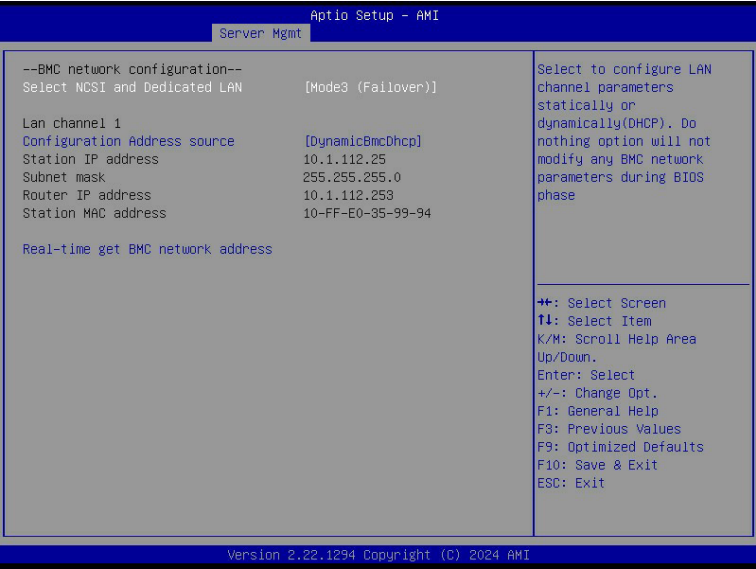 Aptio Setup - AMI
Server Mgmt
--BMC network configuration--
Select NCSI and Dedicated LAN [Mode3 (Failover)]
Lan channel 1
Configuration Address source [DynamicBmcDhcp]
Station IP address 10.1.112.25
Subnet mask 255.255.255.0
Router IP address 10.1.112.253
Station MAC address 10-FF-E0-35-99-94
Real-time get BMC network address
Select to configure LAN
channel parameters
statically or
dynamically(DHCP). Do
nothing option will not
modify any BMC network
parameters during BIOS
phase
→←: Select Screen
↑↓: Select Item
K/M: Scroll Help Area
Up/Down.
Enter: Select
+/-: Change Opt.
F1: General Help
F3: Previous Values
F9: Optimized Defaults
F10: Save & Exit
ESC: Exit
Version 2.22.1294 Copyright (C) 2024 AMI